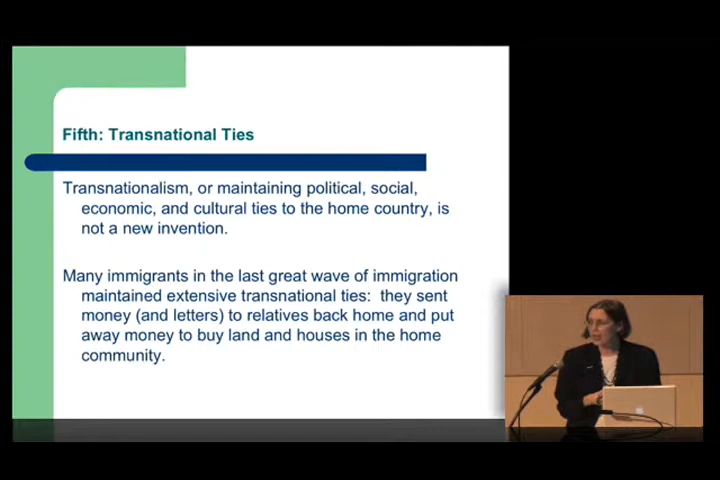 Fifth: Transnational Ties
Transnationalism, or maintaining political, social,
economic, and cultural ties to the home country, is
not a new invention.
Many immigrants in the last great wave of immigration
maintained extensive transnational ties:  they sent
money (and letters) to relatives back home and put
away money to buy land and houses in the home
community.